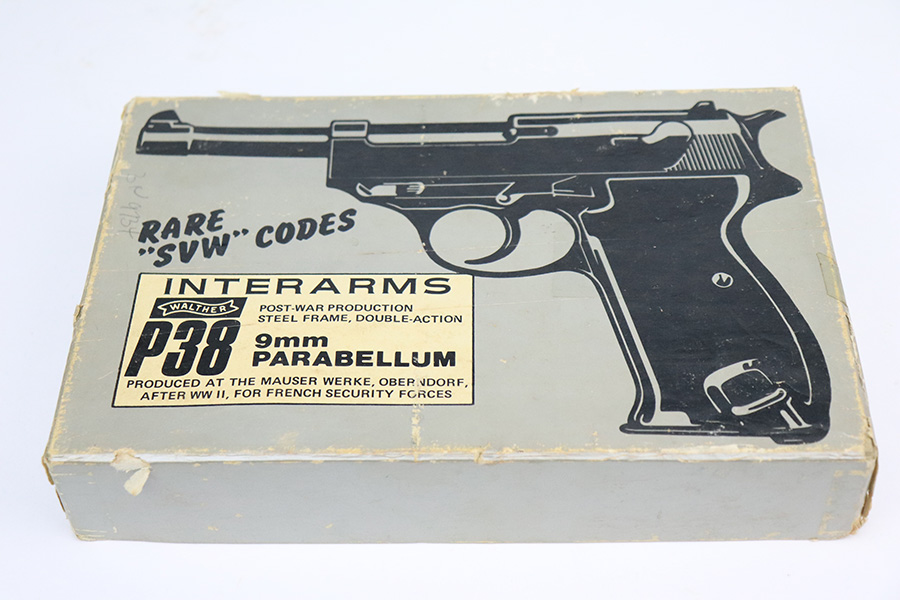 RARE
"SVW" CODES
INTERARMS
WALTHER
P38
POST-WAR PRODUCTION
STEEL FRAME, DOUBLE-ACTION
9mm
PARABELLUM
PRODUCED AT THE MAUSER WERKE, OBERNDORF,
AFTER WW II, FOR FRENCH SECURITY FORCES